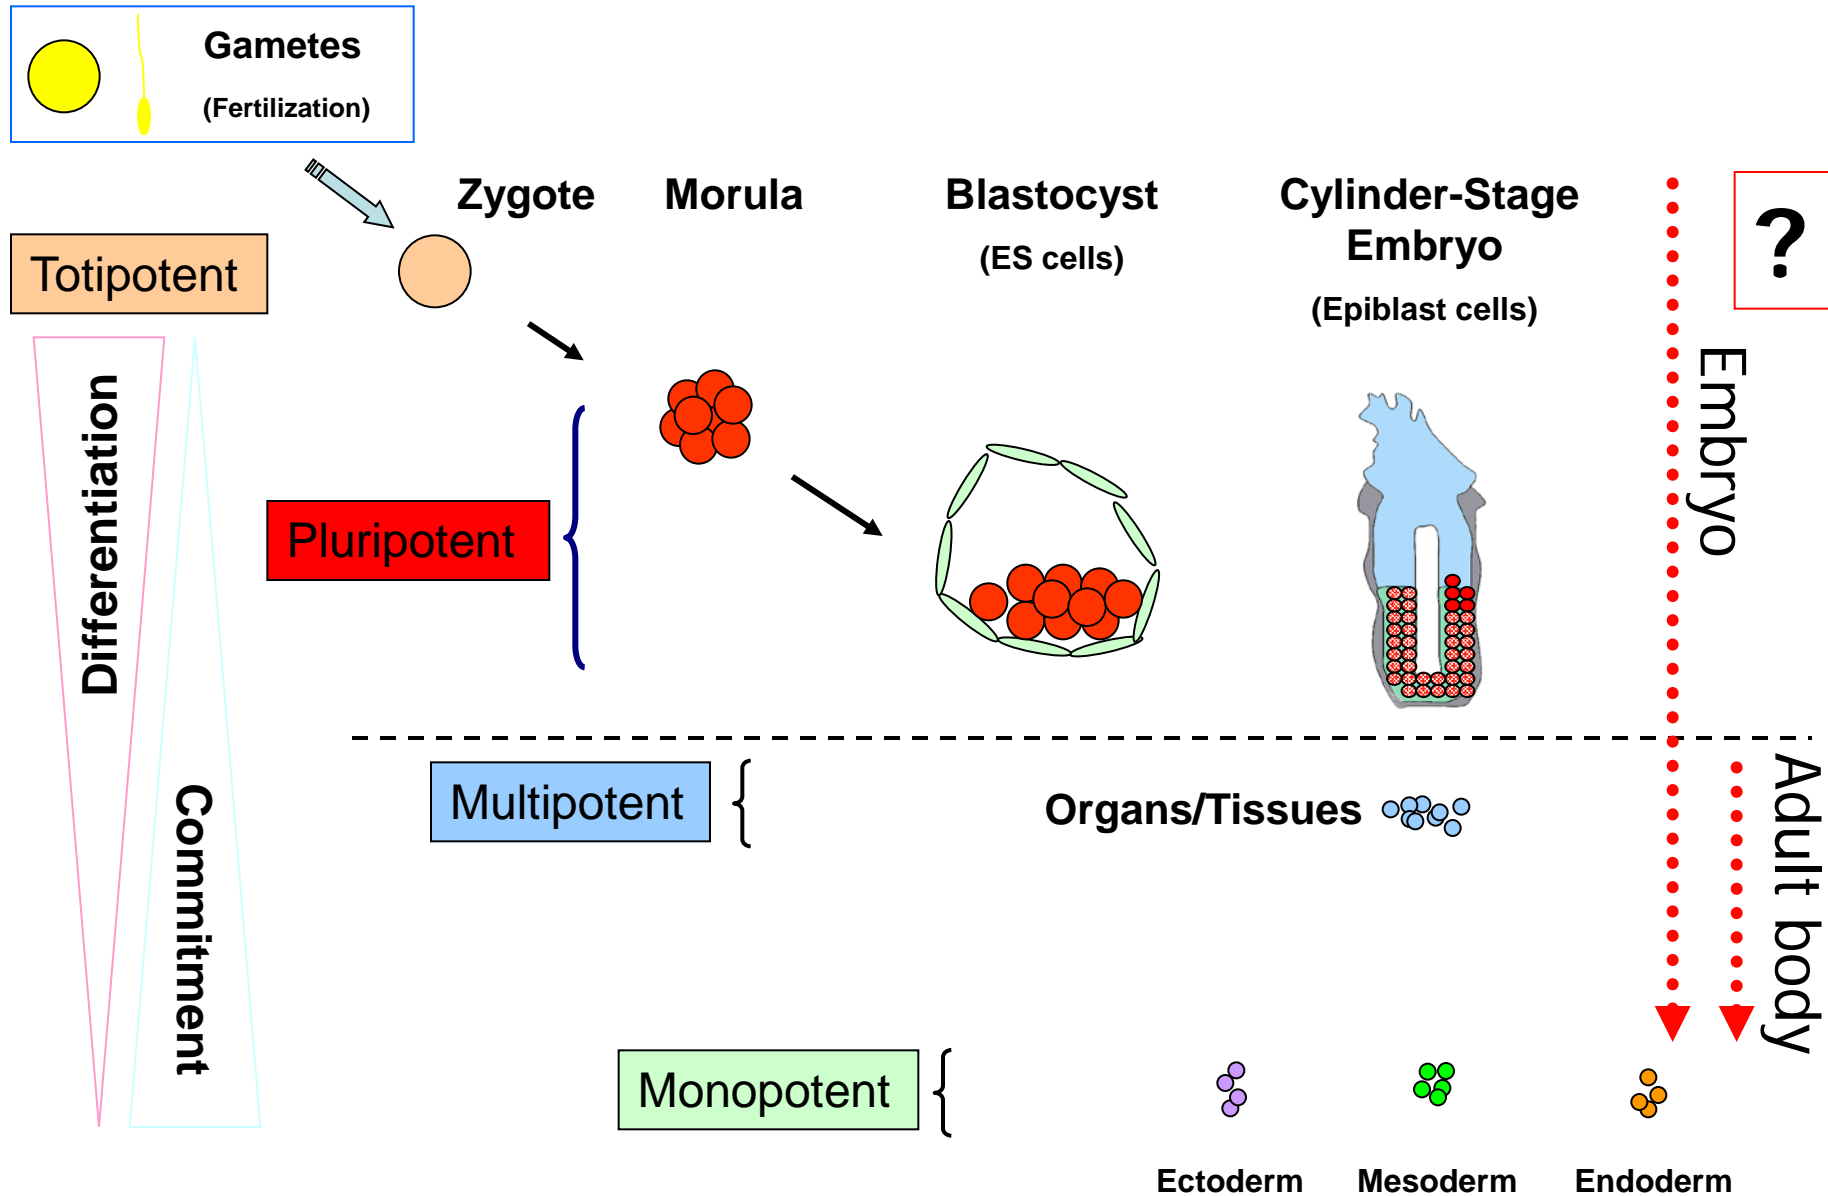 Gametes
(Fertilization)
Zygote
Morula
Blastocyst
(ES cells)
Cylinder-Stage
Embryo
(Epiblast cells)
?
Totipotent
Embryo
Differentiation
Pluripotent
Commitment
Multipotent
Organs/Tissues
Adult body
Monopotent
Ectoderm
Mesoderm
Endoderm